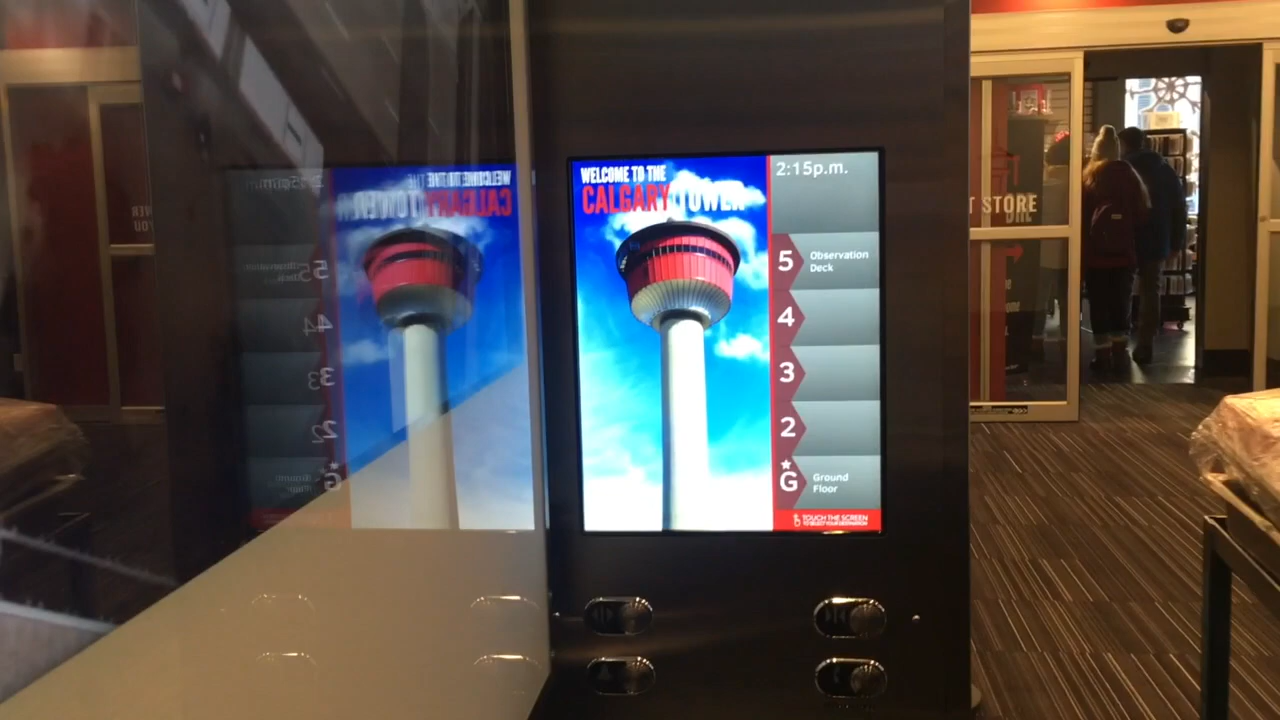 WELCOME TO THE
CALGARY TOWER
2:15p.m.
5 Observation
Deck
4
3
2
G Ground
Floor
TOUCH THE SCREEN
TO SELECT YOUR DESTINATION
STORE